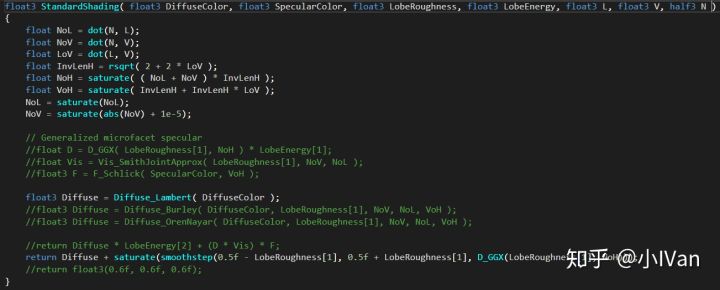 float3 StandardShading( float3 DiffuseColor, float3 SpecularColor, float3 LobeRoughness, float3 LobeEnergy, float3 L, float3 V, half3 N )
{
float NoL = dot(N, L);
float NoV = dot(N, V);
float LoV = dot(L, V);
float InvLenH = rsqrt( 2 + 2 * LoV );
float NoH = saturate( ( NoL + NoV ) * InvLenH );
float VoH = saturate( InvLenH + InvLenH * LoV );
NoL = saturate(NoL);
NoV = saturate(abs(NoV) + 1e-5);
// Generalized microfacet specular
//float D = D_GGX( LobeRoughness[1], NoH ) * LobeEnergy[1];
//float Vis = Vis_SmithJointApprox( LobeRoughness[1], NoV, NoL );
//float3 F = F_Schlick( SpecularColor, VoH );
float3 Diffuse = Diffuse_Lambert( DiffuseColor );
//float3 Diffuse = Diffuse_Burley( DiffuseColor, LobeRoughness[1], NoV, NoL, VoH );
//float3 Diffuse = Diffuse_OrenNayar( DiffuseColor, LobeRoughness[1], NoV, NoL, VoH );
//return Diffuse * LobeEnergy[2] + (D * Vis) * F;
return Diffuse + saturate(smoothstep(0.5f - LobeRoughness[1], 0.5f + LobeRoughness[1], D_GGX(LobeRoughness[1],
//return float3(0.6f, 0.6f, 0.6f);
}
知乎 @小IVan